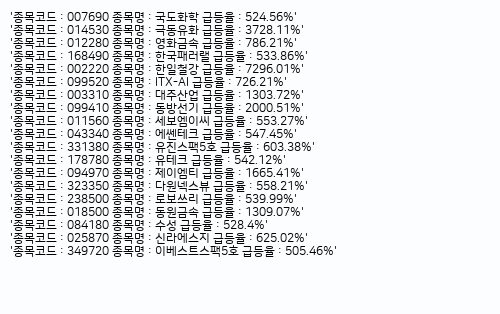 '종목코드 : 007690 종목명 : 국도화학 급등율 : 524.56%'
'종목코드 : 014530 종목명 : 극동유화 급등율 : 3728.11%'
'종목코드 : 012280 종목명 : 영화금속 급등율 : 786.21%'
'종목코드 : 168490 종목명 : 한국패러랠 급등율 : 533.86%'
'종목코드 : 002220 종목명 : 한일철강 급등율 : 7296.01%'
'종목코드 : 099520 종목명 : ITX-AI 급등율 : 726.21%'
'종목코드 : 003310 종목명 : 대주산업 급등율 : 1303.72%'
'종목코드 : 099410 종목명 : 동방선기 급등율 : 2000.51%'
'종목코드 : 011560 종목명 : 세보엠이씨 급등율 : 553.27%'
'종목코드 : 043340 종목명 : 에쎈테크 급등율 : 547.45%'
'종목코드 : 331380 종목명 : 유진스팩5호 급등율 : 603.38%'
'종목코드 : 178780 종목명 : 유테크 급등율 : 542.12%'
'종목코드 : 094970 종목명 : 제이엠티 급등율 : 1665.41%'
'종목코드 : 323350 종목명 : 다원넥스뷰 급등율 : 558.21%'
'종목코드 : 238500 종목명 : 로보쓰리 급등율 : 539.99%'
'종목코드 : 018500 종목명 : 동원금속 급등율 : 1309.07%'
'종목코드 : 084180 종목명 : 수성 급등율 : 528.4%'
'종목코드 : 025870 종목명 : 신라에스지 급등율 : 625.02%'
'종목코드 : 349720 종목명 : 이베스트스팩5호 급등율 : 505.46%'